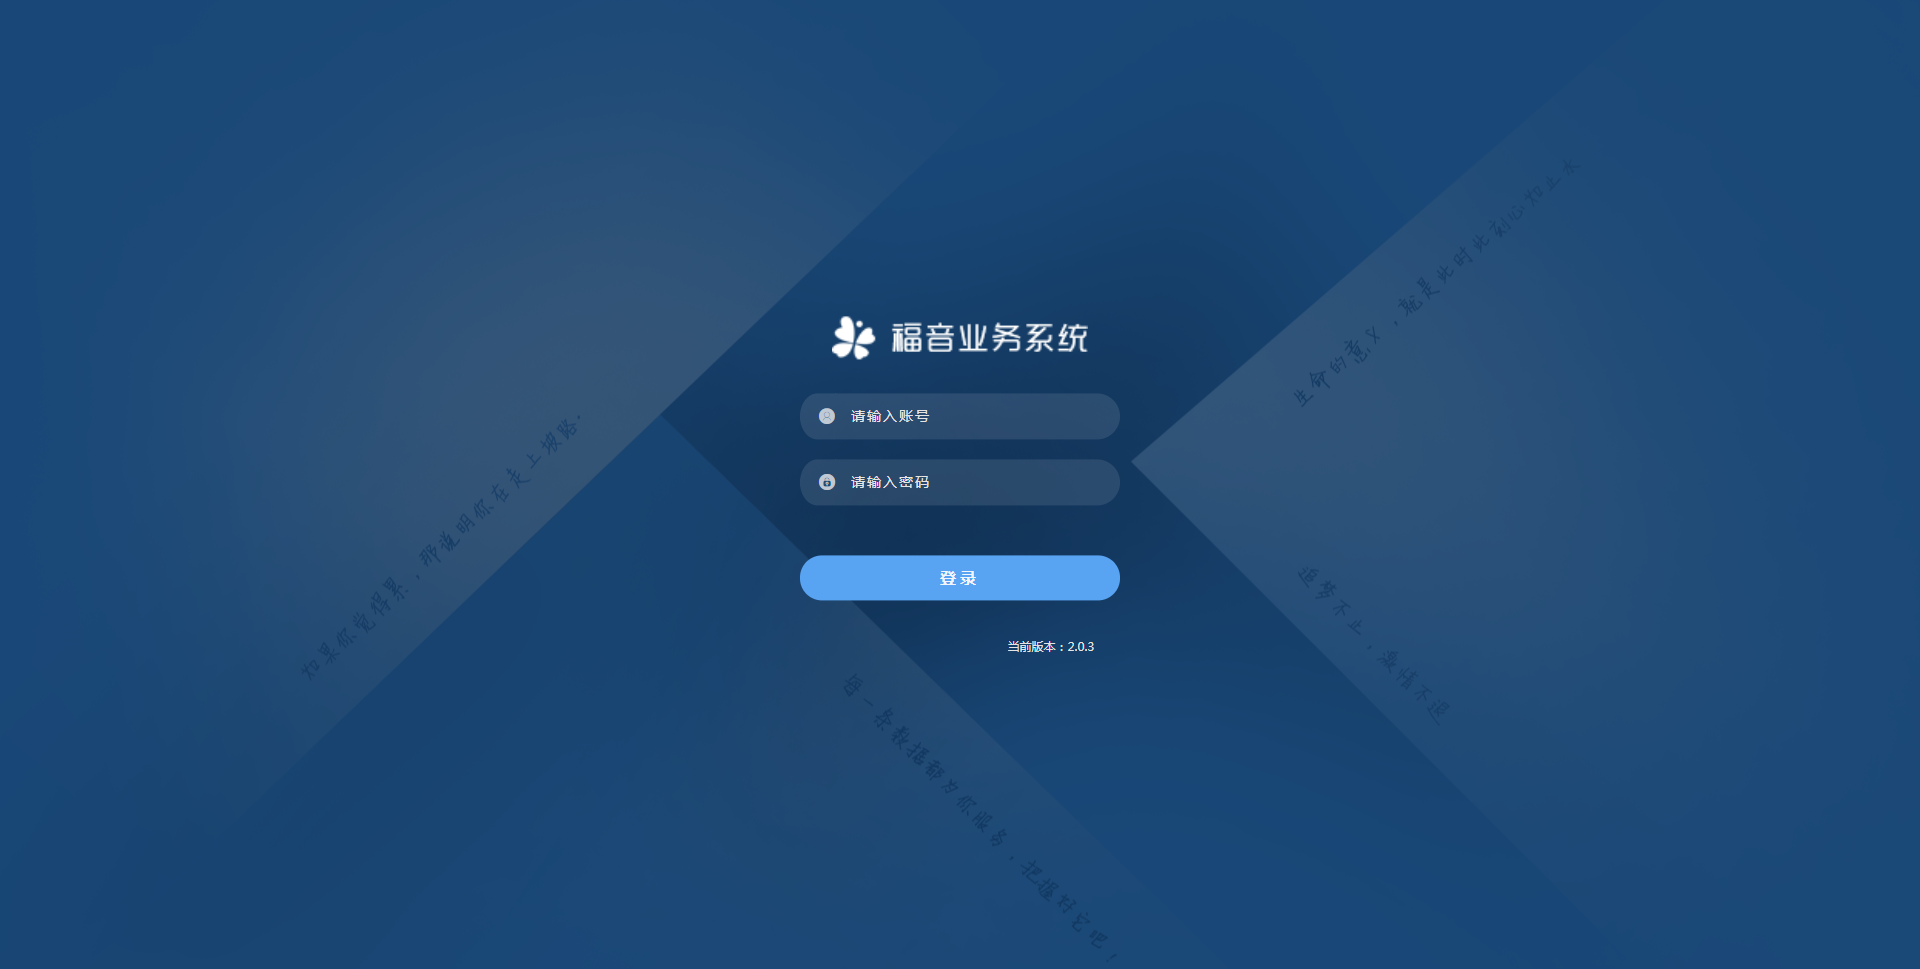 福音业务系统
请输入账号
请输入密码
登录
当前版本：2.0.3
如果你觉得累，那说明你在走上坡路.
生命的意义，就是此时此刻心如止水
追梦不止，激情不退
每一条数据都为你服务，把握好它吧！